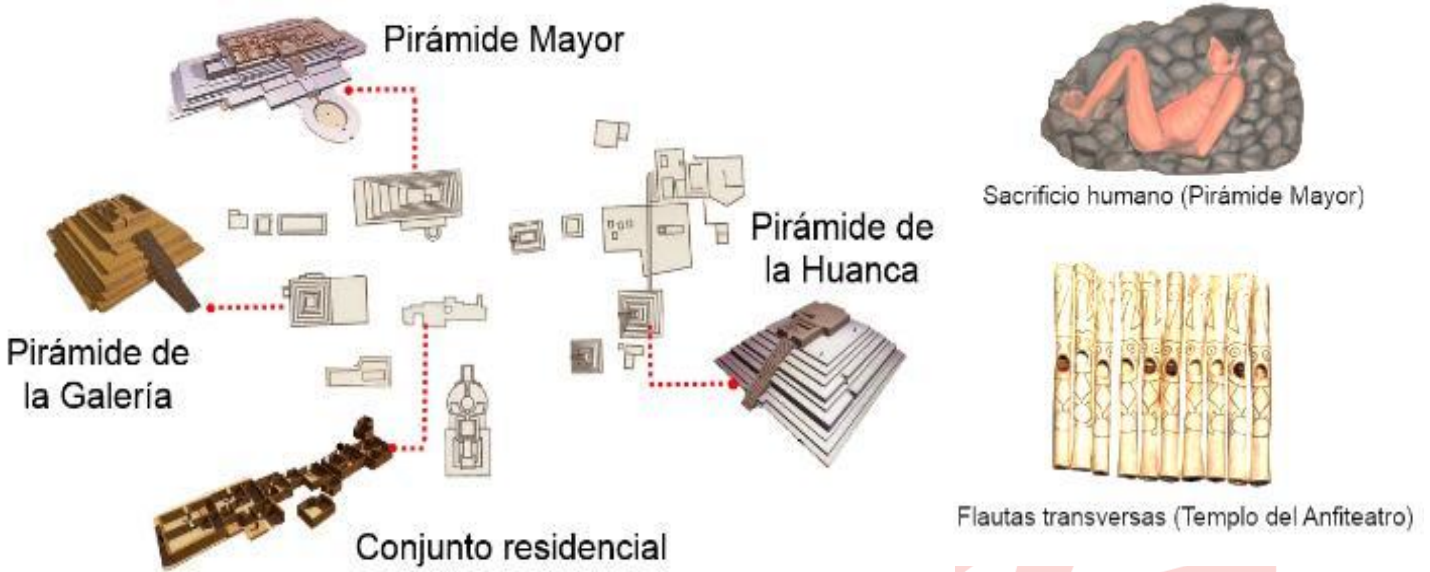 Pirámide Mayor
Pirámide de
la Galería
Conjunto residencial
Pirámide de
la Huanca
Sacrificio humano (Pirámide Mayor)
Flautas transversas (Templo del Anfiteatro)